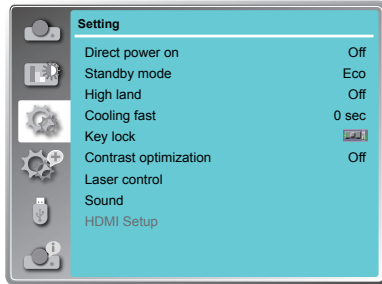 Setting
Direct power on Off
Standby mode Eco
High land Off
Cooling fast 0 sec
Key lock
Contrast optimization Off
Laser control
Sound
HDMI Setup